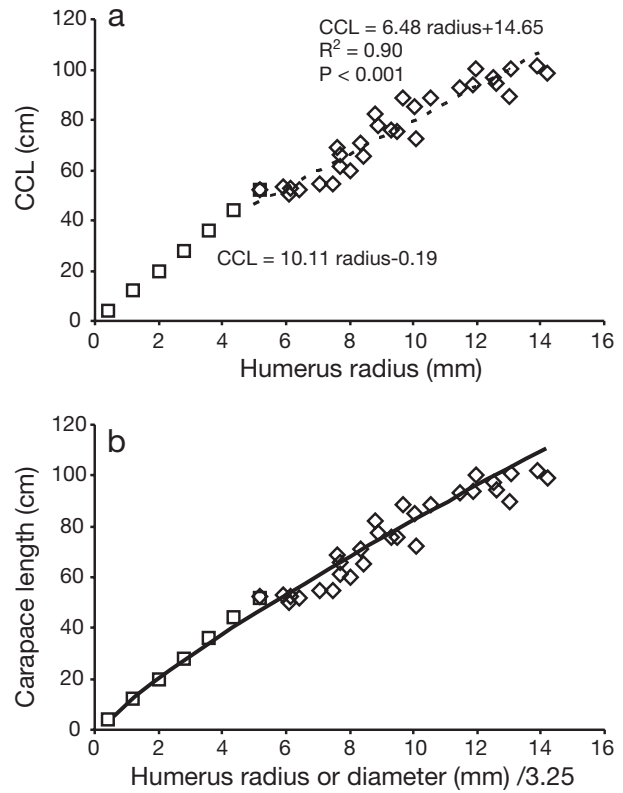 a
CCL = 6.48 radius+14.65
R² = 0.90
P < 0.001
CCL = 10.11 radius-0.19
CCL (cm)
120
100
80
60
40
20
0
0 2 4 6 8 10 12 14 16
Humerus radius (mm)
b
Carapace length (cm)
120
100
80
60
40
20
0
0 2 4 6 8 10 12 14 16
Humerus radius or diameter (mm) /3.25